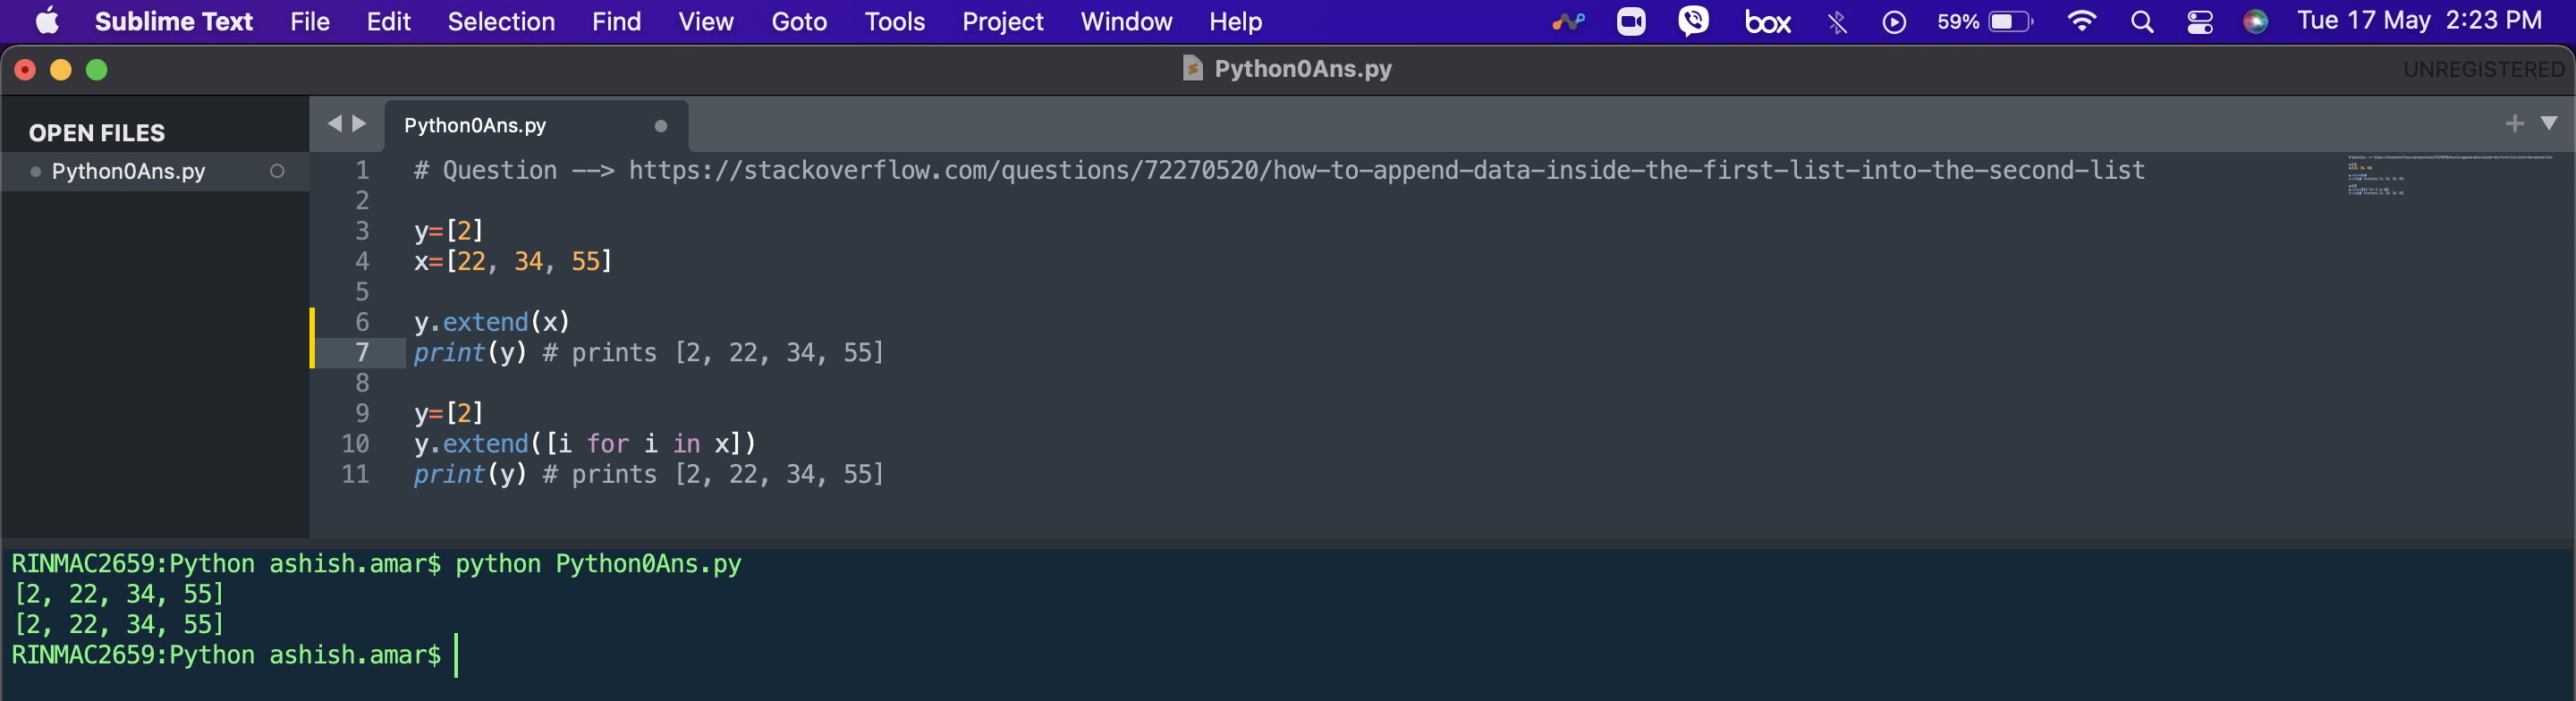 Sublime Text File Edit Selection Find View Goto Tools Project Window Help box 59% Tue 17 May 2:23 PM
Python0Ans.py UNREGISTERED
OPEN FILES
Python0Ans.py
Python0Ans.py
1 # Question --> https://stackoverflow.com/questions/72270520/how-to-append-data-inside-the-first-list-into-the-second-list
2
3 y=[2]
4 x=[22, 34, 55]
5
6 y.extend(x)
7 print(y) # prints [2, 22, 34, 55]
8
9 y=[2]
10 y.extend([i for i in x])
11 print(y) # prints [2, 22, 34, 55]
RINMAC2659:Python ashish.amar$ python Python0Ans.py
[2, 22, 34, 55]
[2, 22, 34, 55]
RINMAC2659:Python ashish.amar$